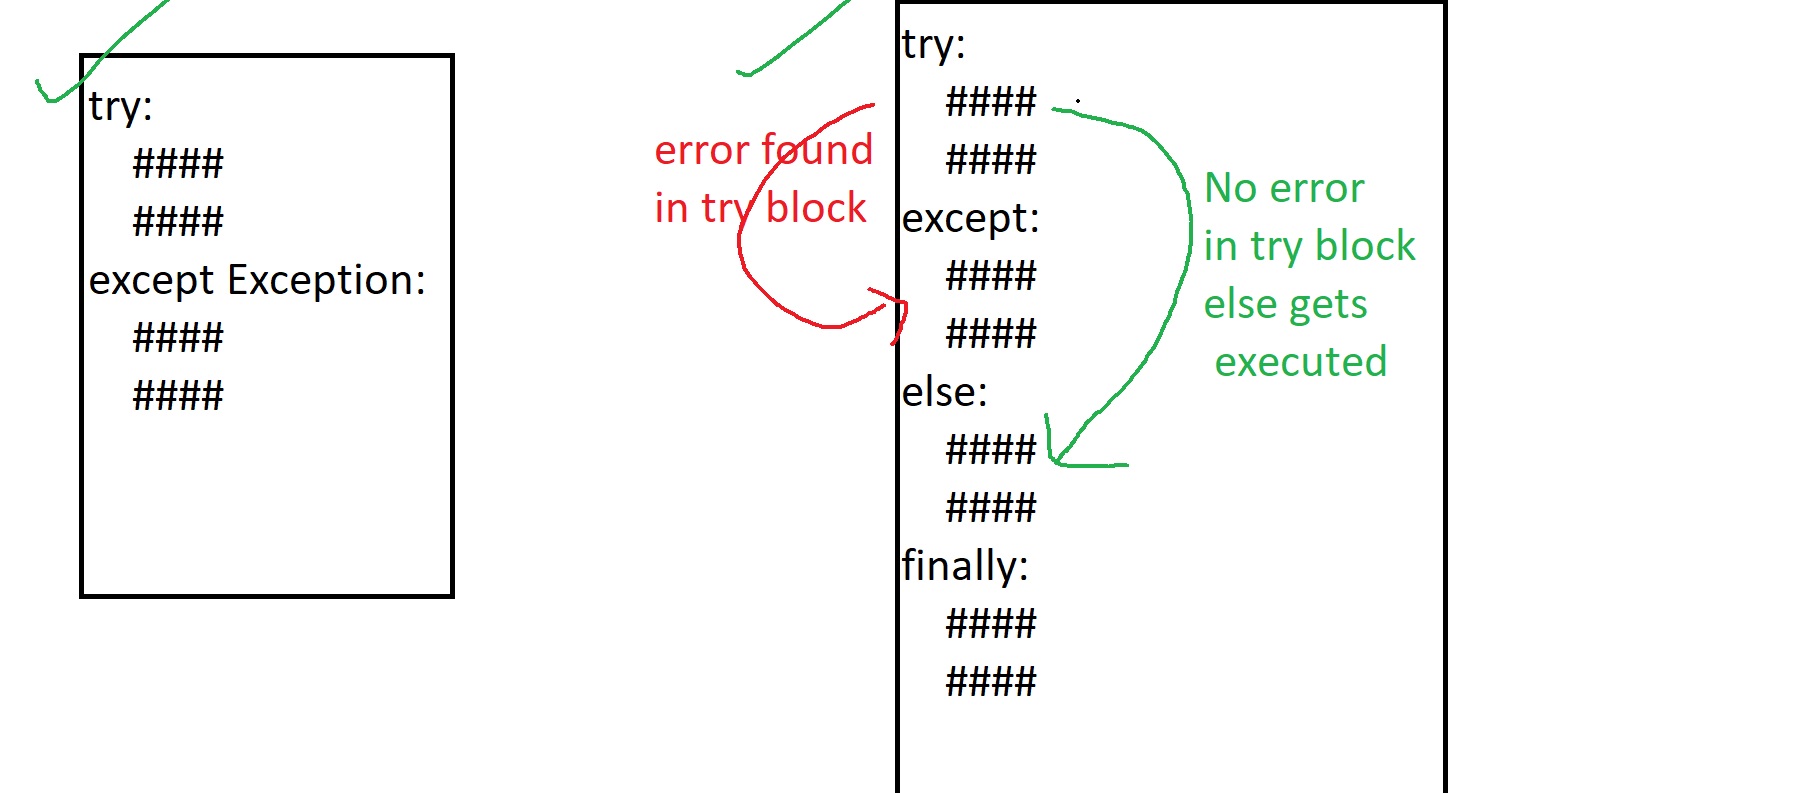 try:
####
####
except Exception:
####
####
error found
in try block
try:
####
####
except:
####
####
else:
####
####
finally:
####
####
No error
in try block
else gets
executed